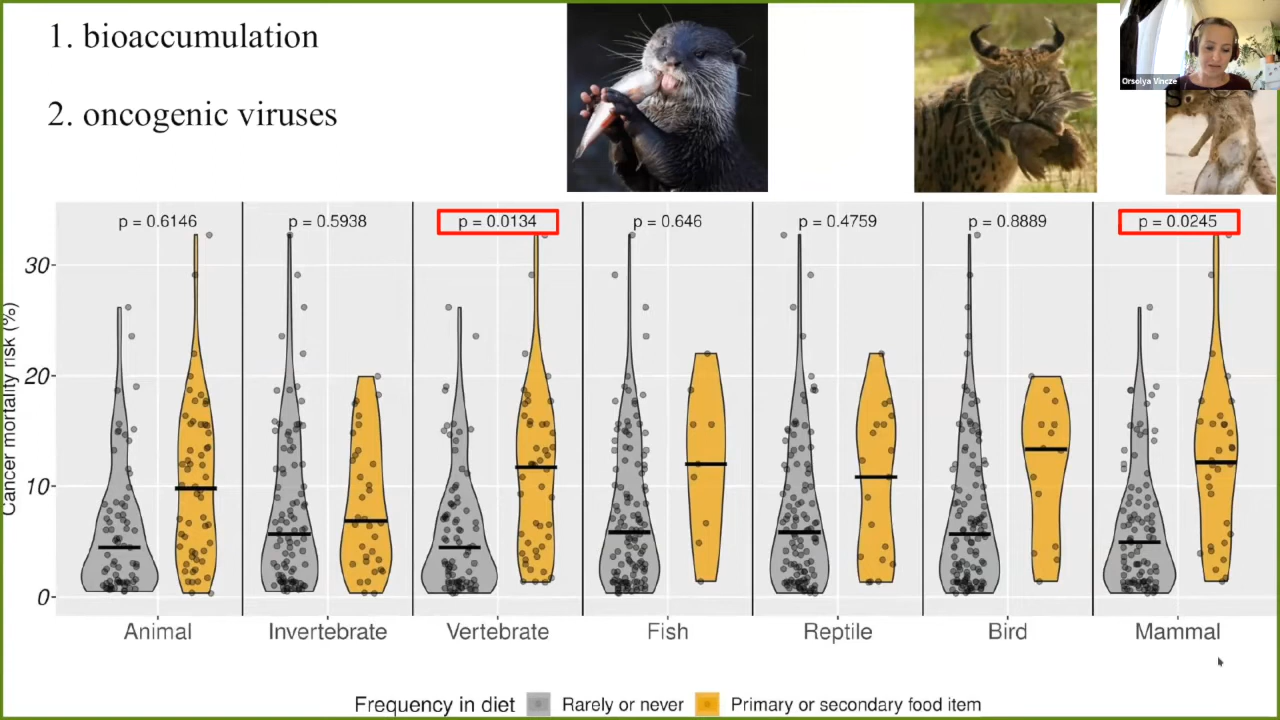 1. bioaccumulation
2. oncogenic viruses
Orsolya Vincze
p = 0.6146
p = 0.5938
p = 0.0134
p = 0.646
p = 0.4759
p = 0.8889
p = 0.0245
Cancer mortality risk (%)
30
20
10
0
Animal
Invertebrate
Vertebrate
Fish
Reptile
Bird
Mammal
Frequency in diet
Rarely or never
Primary or secondary food item